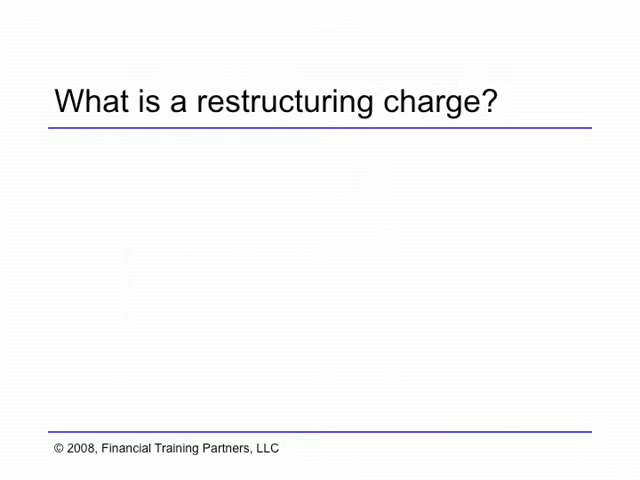 What is a restructuring charge?
© 2008, Financial Training Partners, LLC